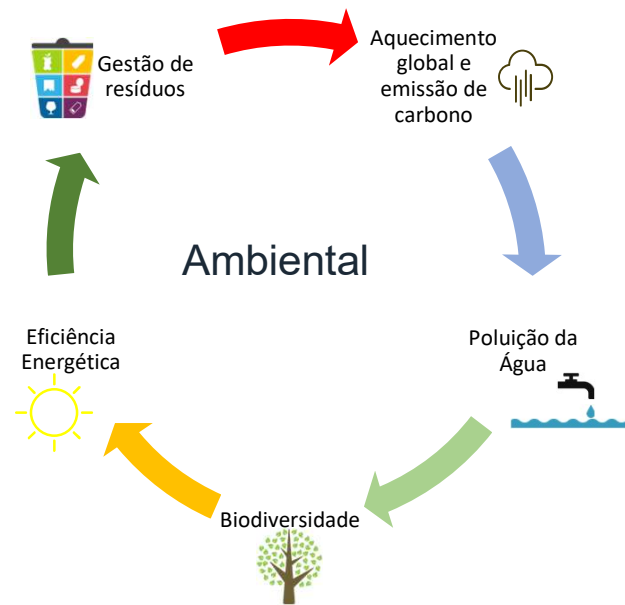 Gestão de
resíduos
Aquecimento
global e
emissão de
carbono
Ambiental
Poluição da
Água
Biodiversidade
Eficiência
Energética